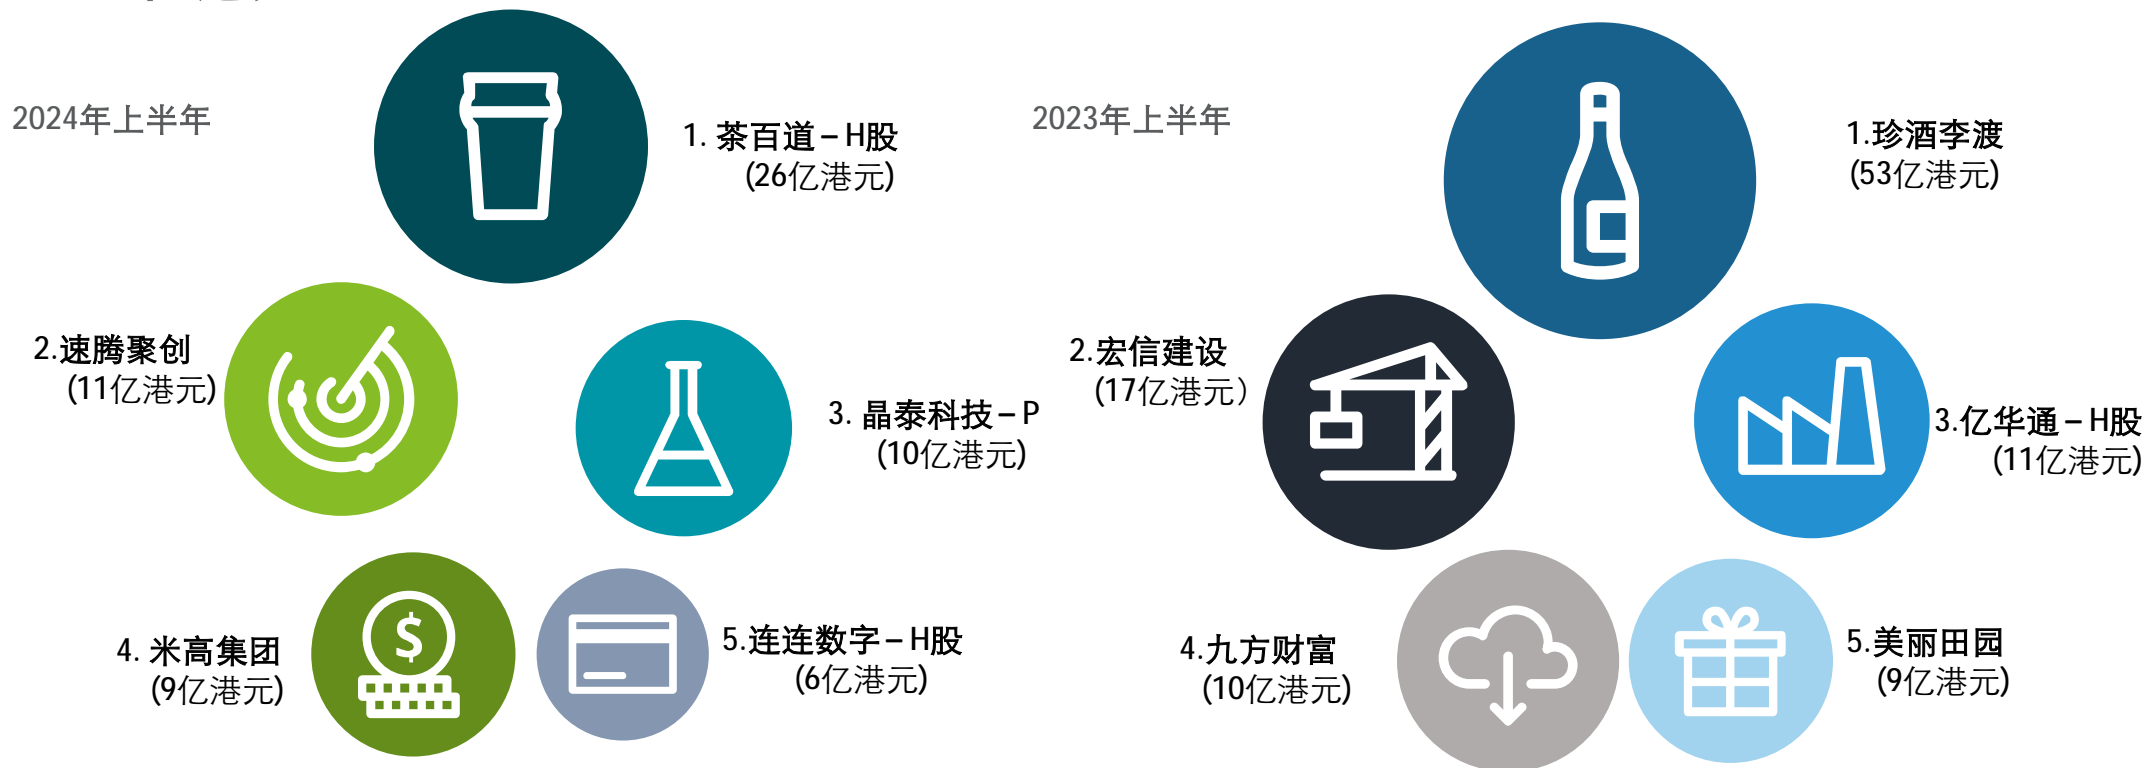 2024年上半年
1. 茶百道 – H股
(26亿港元)
2.速腾聚创
(11亿港元)
3. 晶泰科技 – P
(10亿港元)
4. 米高集团
(9亿港元)
$
5.连连数字 – H股
(6亿港元)
2023年上半年
1.珍酒李渡
(53亿港元)
2.宏信建设
(17亿港元）
3.亿华通 – H股
(11亿港元)
4.九方财富
(10亿港元)
5.美丽田园
(9亿港元)